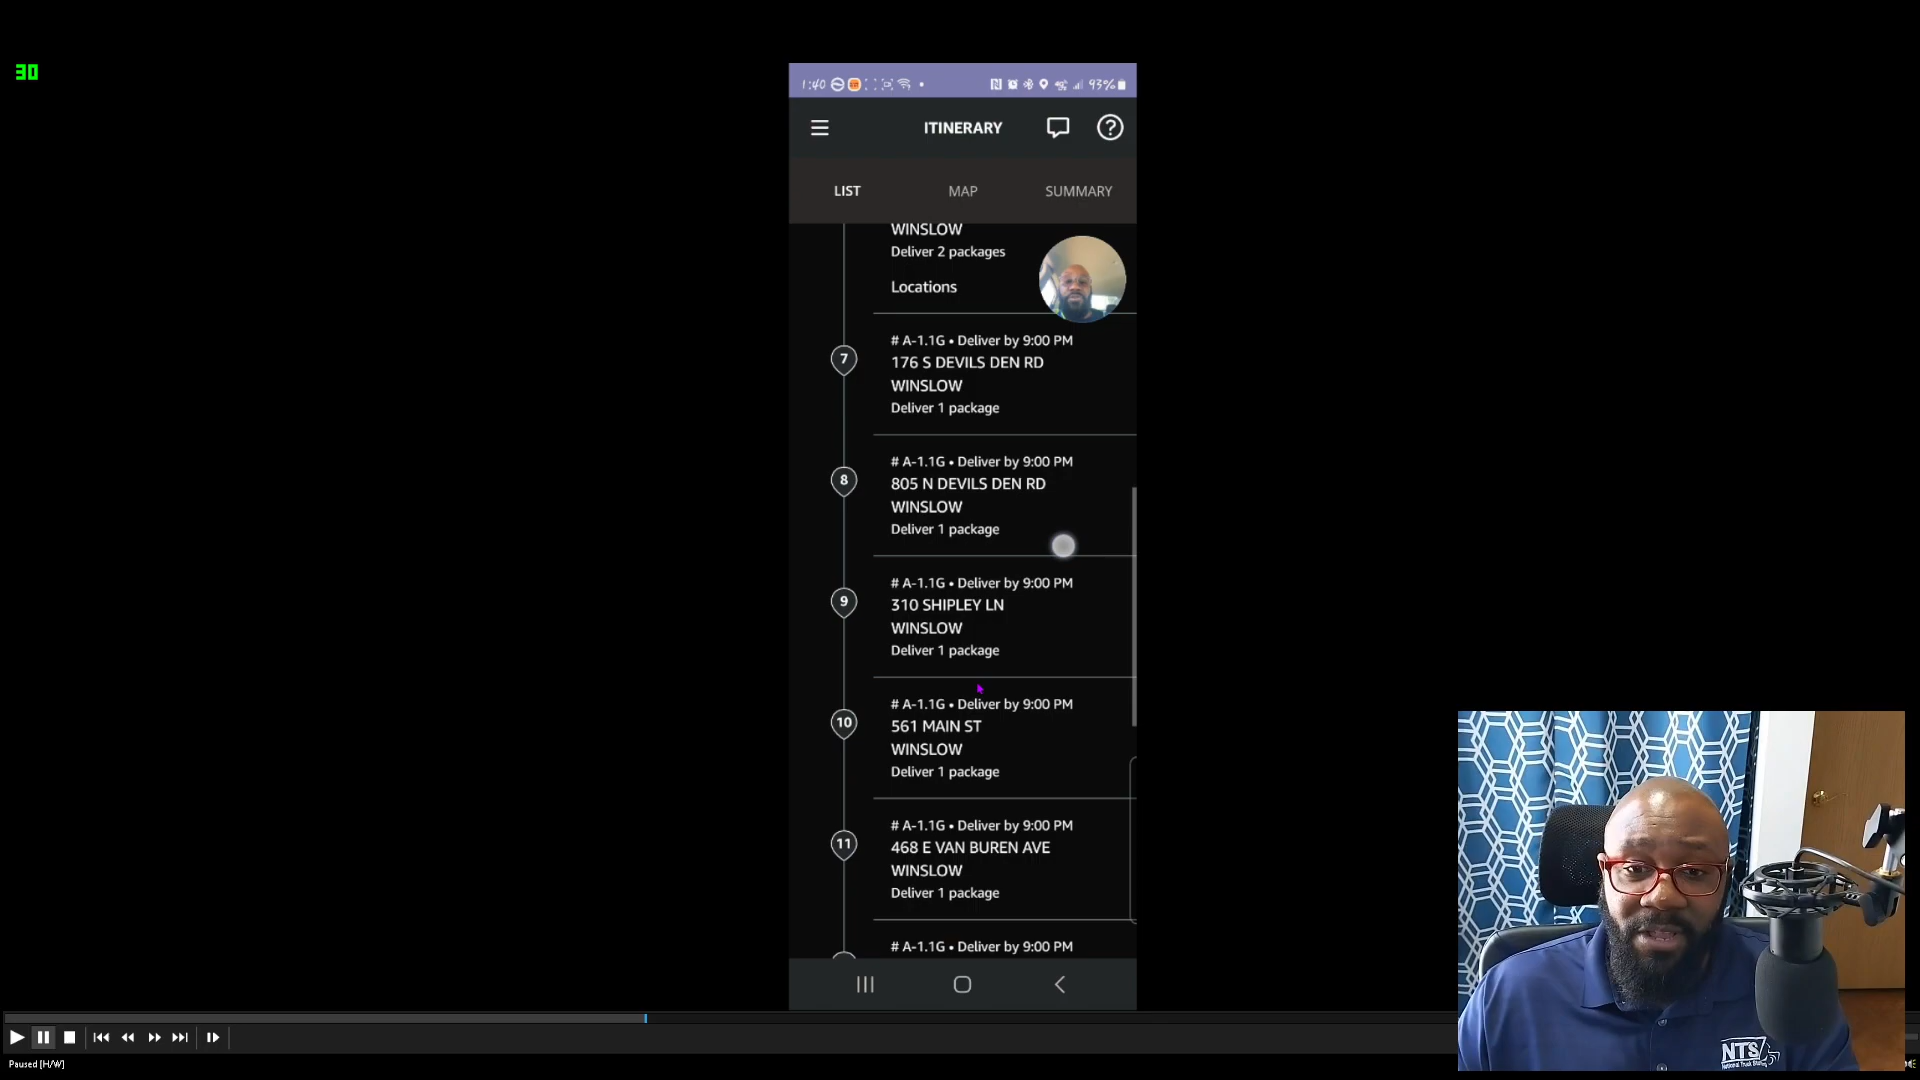 30
1:40
93%
ITINERARY
LIST MAP SUMMARY
WINSLOW
Deliver 2 packages
Locations
7
# A-1.1G • Deliver by 9:00 PM
176 S DEVILS DEN RD
WINSLOW
Deliver 1 package
8
# A-1.1G • Deliver by 9:00 PM
805 N DEVILS DEN RD
WINSLOW
Deliver 1 package
9
# A-1.1G • Deliver by 9:00 PM
310 SHIPLEY LN
WINSLOW
Deliver 1 package
10
# A-1.1G • Deliver by 9:00 PM
561 MAIN ST
WINSLOW
Deliver 1 package
11
# A-1.1G • Deliver by 9:00 PM
468 E VAN BUREN AVE
WINSLOW
Deliver 1 package
# A-1.1G • Deliver by 9:00 PM
Paused [H/W]
NTS